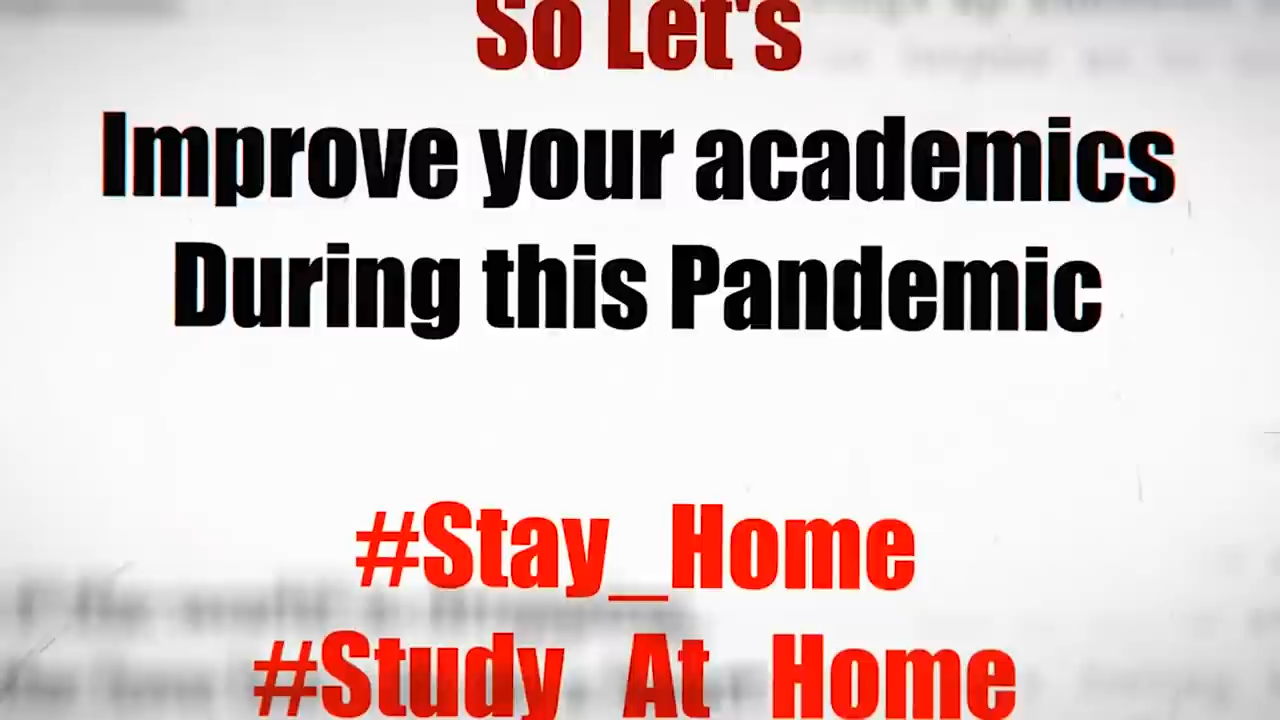 So Let's
Improve your academics
During this Pandemic
#Stay_Home
#Study_At_Home